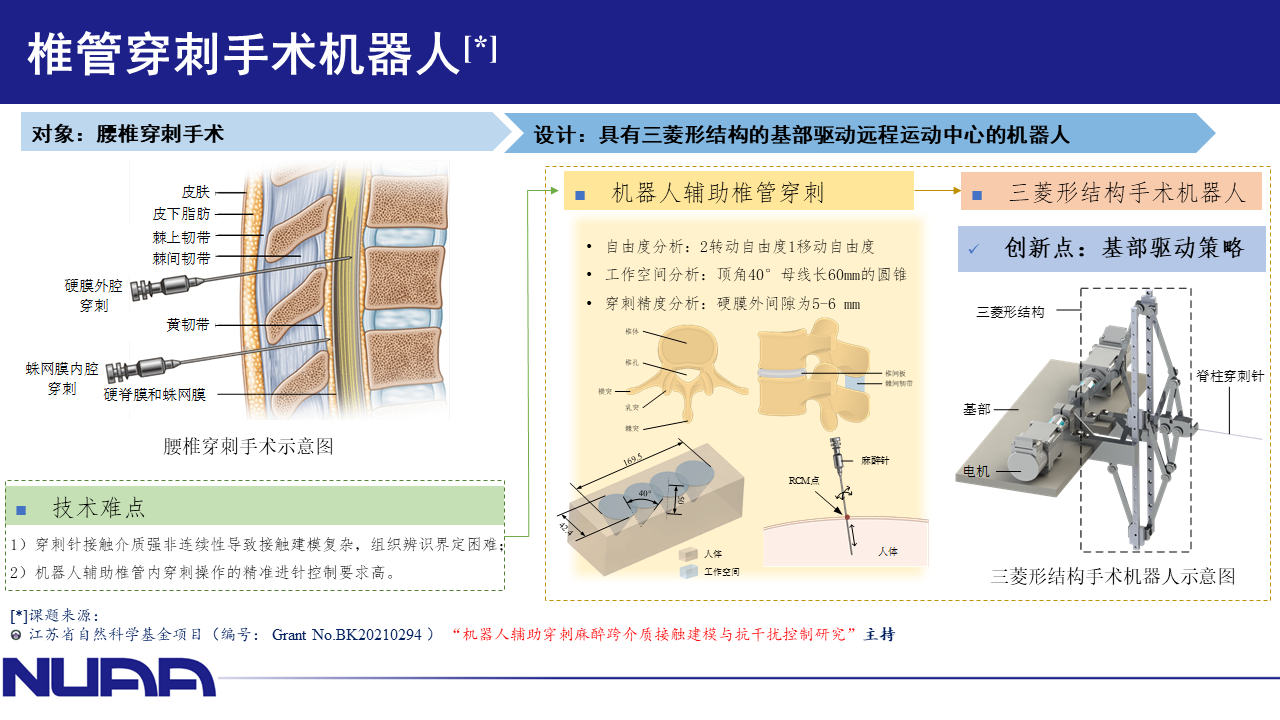 椎管穿刺手术机器人[*]
对象：腰椎穿刺手术
设计：具有三菱形结构的基部驱动远程运动中心的机器人
皮肤
皮下脂肪
棘上韧带
棘间韧带
硬膜外腔
穿刺
黄韧带
蛛网膜内腔
穿刺
硬脊膜和蛛网膜
腰椎穿刺手术示意图
技术难点
1）穿刺针接触介质强非连续性导致接触建模复杂，组织辨识界定困难；
2）机器人辅助椎管内穿刺操作的精准进针控制要求高。
机器人辅助椎管穿刺
• 自由度分析：2转动自由度1移动自由度
• 工作空间分析：顶角40°母线长60mm的圆锥
• 穿刺精度分析：硬膜外间隙为5-6 mm
椎体
椎孔
横突
乳突
棘突
椎间板
棘间韧带
169.5
40°
50
42.4
人体
工作空间
麻醉针
RCM点
人体
三菱形结构手术机器人
✓ 创新点：基部驱动策略
三菱形结构
脊柱穿刺针
基部
电机
三菱形结构手术机器人示意图
[*]课题来源：
江苏省自然科学基金项目（编号： Grant No.BK20210294 ） “机器人辅助穿刺麻醉跨介质接触建模与抗干扰控制研究”主持
NUAA